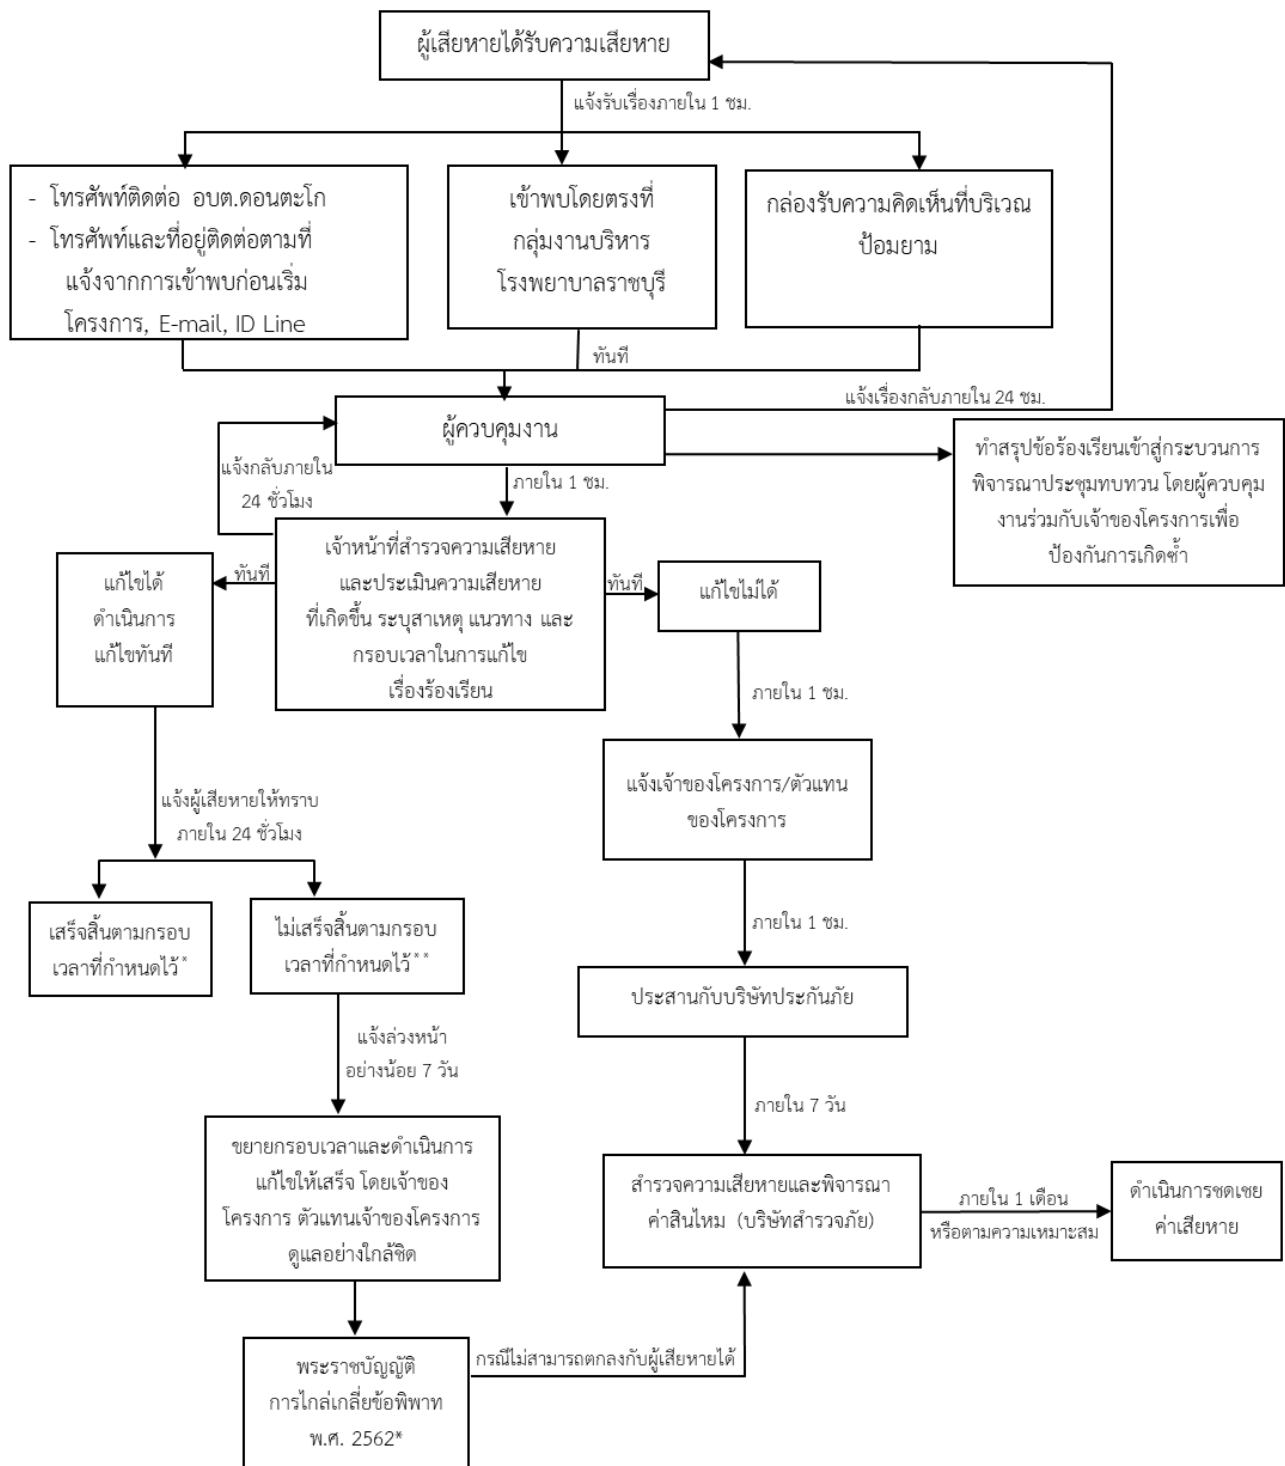 ผู้เสียหายได้รับความเสียหาย
แจ้งรับเรื่องภายใน 1 ชม.
- โทรศัพท์ติดต่อ อบต.ดอนตะโก
- โทรศัพท์และที่อยู่ติดต่อตามที่
แจ้งจากการเข้าพบก่อนเริ่ม
โครงการ, E-mail, ID Line
เข้าพบโดยตรงที่
กลุ่มงานบริหาร
โรงพยาบาลราชบุรี
กล่องรับความคิดเห็นที่บริเวณ
ป้อมยาม
ทันที
แจ้งเรื่องกลับภายใน 24 ชม.
ผู้ควบคุมงาน
ทำสรุปข้อร้องเรียนเข้าสู่กระบวนการ
พิจารณาประชุมทบทวน โดยผู้ควบคุม
งานร่วมกับเจ้าของโครงการเพื่อ
ป้องกันการเกิดซ้ำ
แจ้งกลับภายใน
24 ชั่วโมง
ภายใน 1 ชม.
เจ้าหน้าที่สำรวจความเสียหาย
และประเมินความเสียหาย
ที่เกิดขึ้น ระบุสาเหตุ แนวทาง และ
กรอบเวลาในการแก้ไข
เรื่องร้องเรียน
ทันที
แก้ไขได้
ดำเนินการ
แก้ไขทันที
ทันที
แก้ไขไม่ได้
ภายใน 1 ชม.
แจ้งเจ้าของโครงการ/ตัวแทน
ของโครงการ
แจ้งผู้เสียหายให้ทราบ
ภายใน 24 ชั่วโมง
เสร็จสิ้นตามกรอบ
เวลาที่กำหนดไว้*
ไม่เสร็จสิ้นตามกรอบ
เวลาที่กำหนดไว้**
ภายใน 1 ชม.
ประสานกับบริษัทประกันภัย
แจ้งล่วงหน้า
อย่างน้อย 7 วัน
ภายใน 7 วัน
ขยายกรอบเวลาและดำเนินการ
แก้ไขให้เสร็จ โดยเจ้าของ
โครงการ ตัวแทนเจ้าของโครงการ
ดูแลอย่างใกล้ชิด
สำรวจความเสียหายและพิจารณา
ค่าสินไหม (บริษัทสำรวจภัย)
ภายใน 1 เดือน
หรือตามความเหมาะสม
ดำเนินการชดเชย
ค่าเสียหาย
พระราชบัญญัติ
การไกล่เกลี่ยข้อพิพาท
พ.ศ. 2562*
กรณีไม่สามารถตกลงกับผู้เสียหายได้